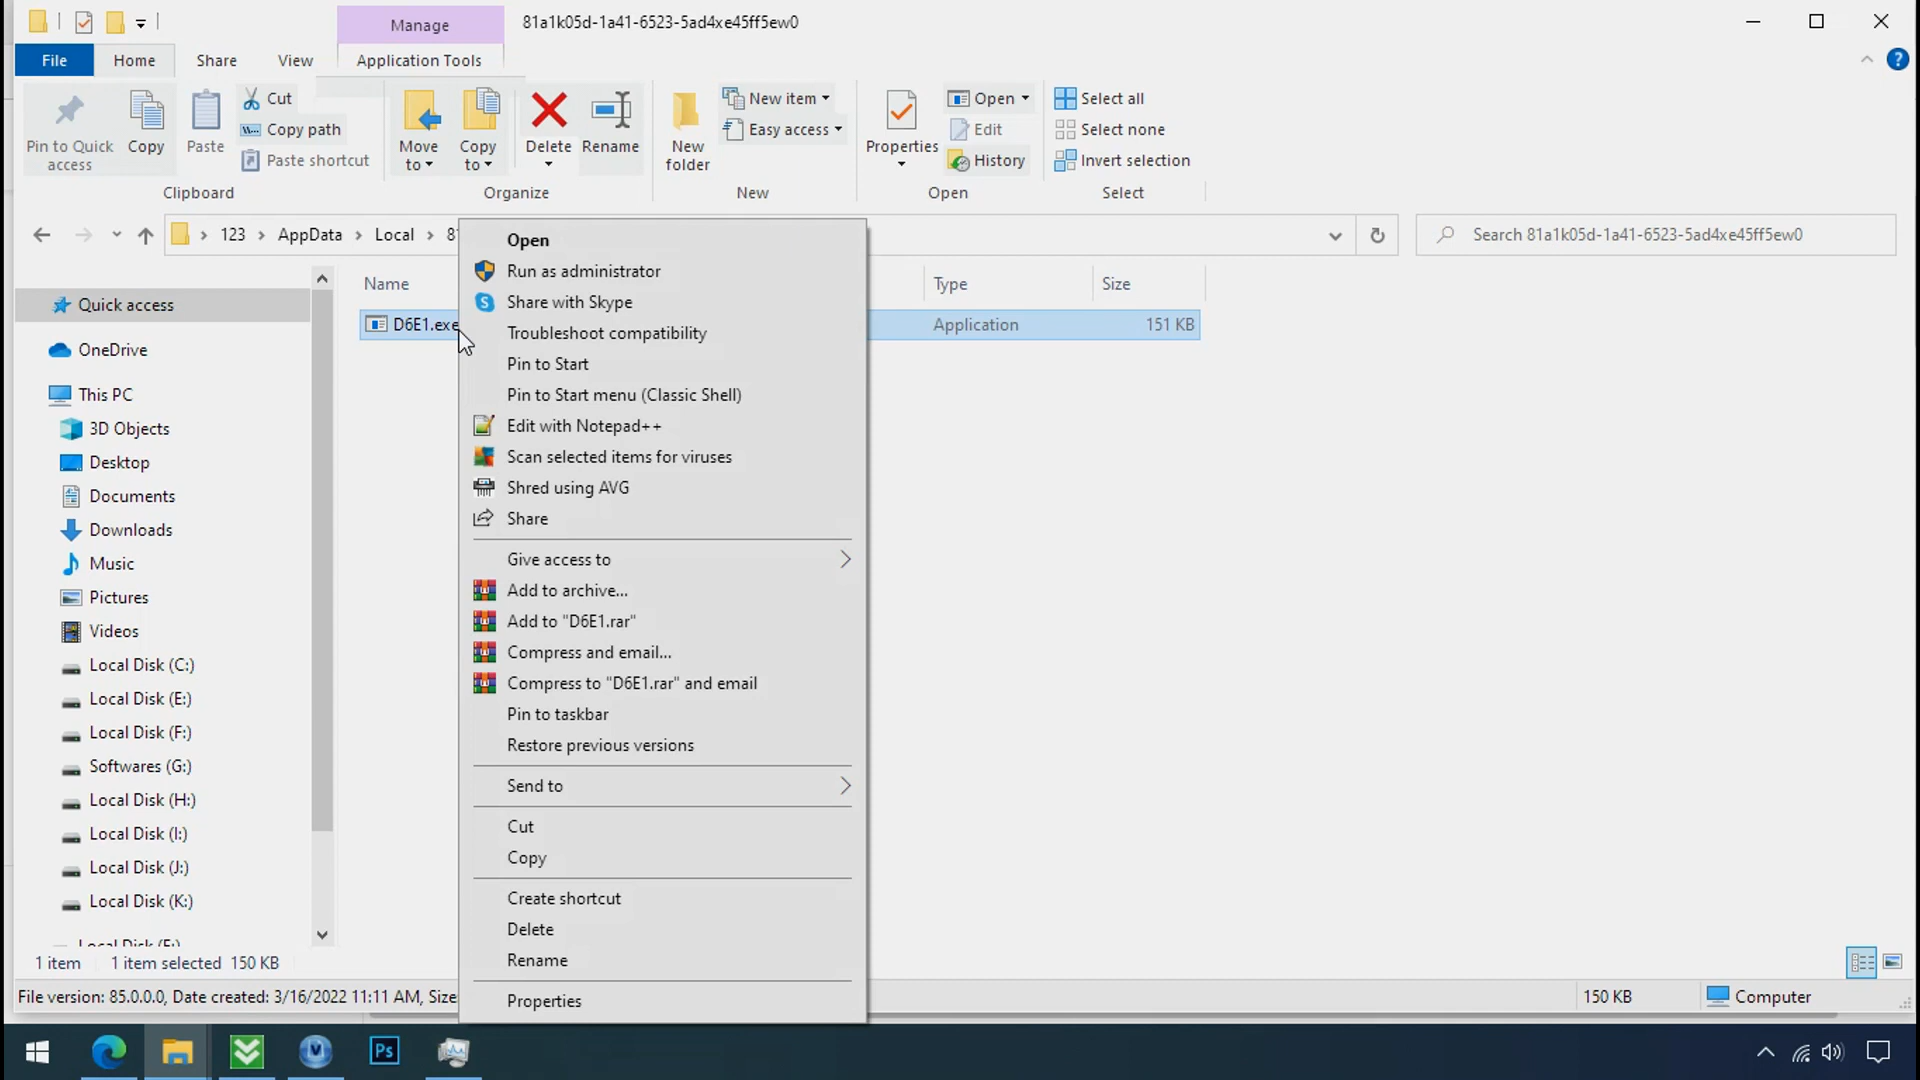 Manage
81a1k05d-1a41-6523-5ad4xe45ff5ew0
File
Home
Share
View
Application Tools
Pin to Quick access
Copy
Paste
Cut
Copy path
Paste shortcut
Clipboard
Move to
Copy to
Delete
Rename
Organize
New folder
New item
Easy access
New
Properties
Open
Edit
History
Open
Select all
Select none
Invert selection
Select
123
AppData
Local
81
Search 81a1k05d-1a41-6523-5ad4xe45ff5ew0
Name
Type
Size
D6E1.exe
Application
151 KB
Quick access
OneDrive
This PC
3D Objects
Desktop
Documents
Downloads
Music
Pictures
Videos
Local Disk (C:)
Local Disk (E:)
Local Disk (F:)
Softwares (G:)
Local Disk (H:)
Local Disk (I:)
Local Disk (J:)
Local Disk (K:)
Open
Run as administrator
Share with Skype
Troubleshoot compatibility
Pin to Start
Pin to Start menu (Classic Shell)
Edit with Notepad++
Scan selected items for viruses
Shred using AVG
Share
Give access to
Add to archive...
Add to "D6E1.rar"
Compress and email...
Compress to "D6E1.rar" and email
Pin to taskbar
Restore previous versions
Send to
Cut
Copy
Create shortcut
Delete
Rename
Properties
1 item
1 item selected
150 KB
File version: 85.0.0.0, Date created: 3/16/2022 11:11 AM, Size
150 KB
Computer
Ps